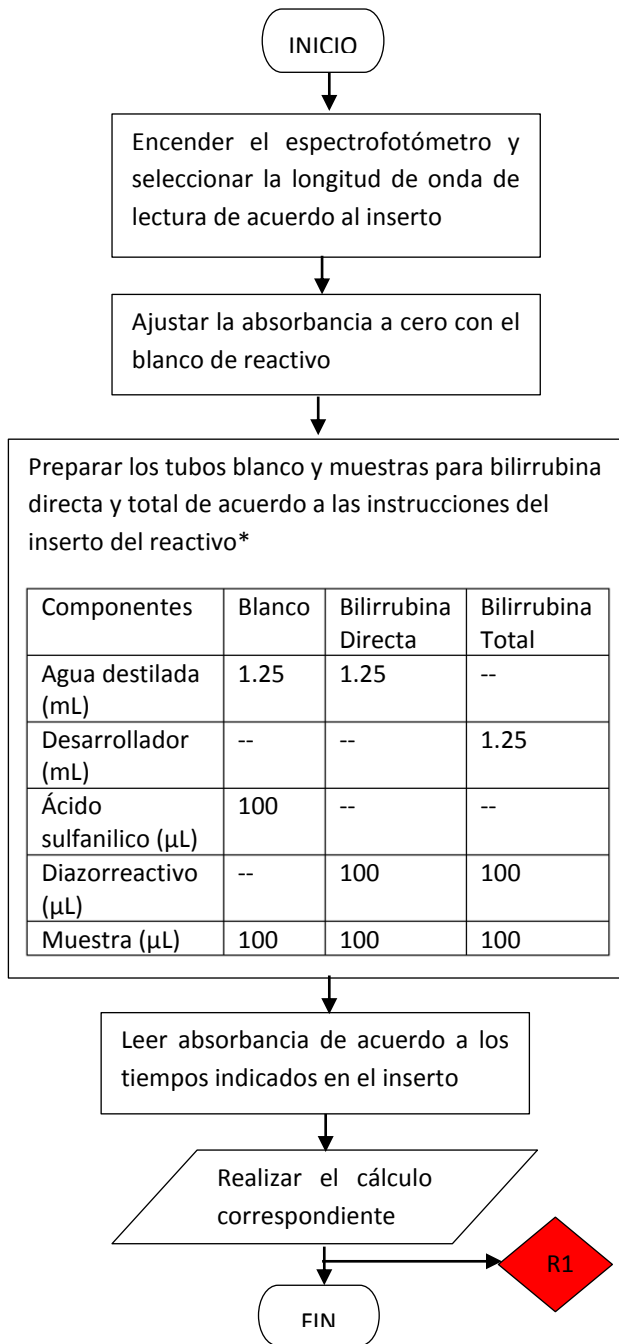 INICIO
Encender el espectrofotómetro y
seleccionar la longitud de onda de
lectura de acuerdo al inserto
Ajustar la absorbancia a cero con el
blanco de reactivo
Preparar los tubos blanco y muestras para bilirrubina
directa y total de acuerdo a las instrucciones del
inserto del reactivo*
Componentes Blanco Bilirrubina Bilirrubina
Directa Total
Agua destilada 1.25 1.25 --
(mL)
Desarrollador -- -- 1.25
(mL)
Ácido 100 -- --
sulfanilico (µL)
Diazorreactivo -- 100 100
(µL)
Muestra (µL) 100 100 100
Leer absorbancia de acuerdo a los
tiempos indicados en el inserto
Realizar el cálculo
correspondiente
R1
FIN